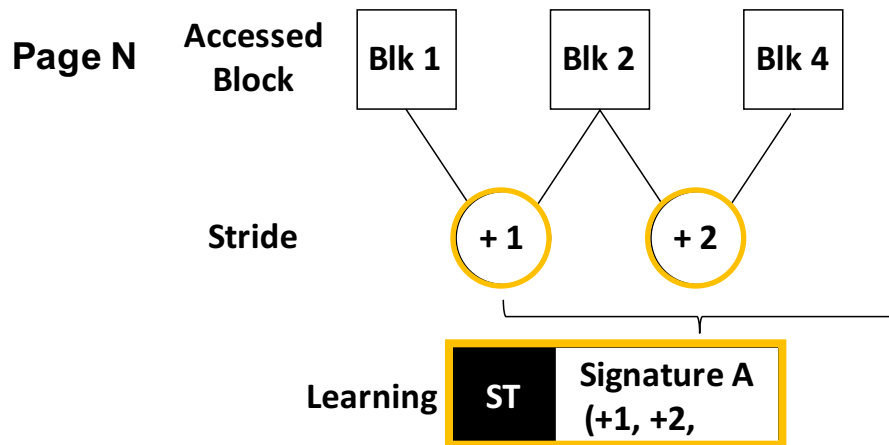 Page N
Accessed
Block
Blk 1
Blk 2
Blk 4
Stride
+ 1
+ 2
Learning
ST
Signature A
(+1, +2,